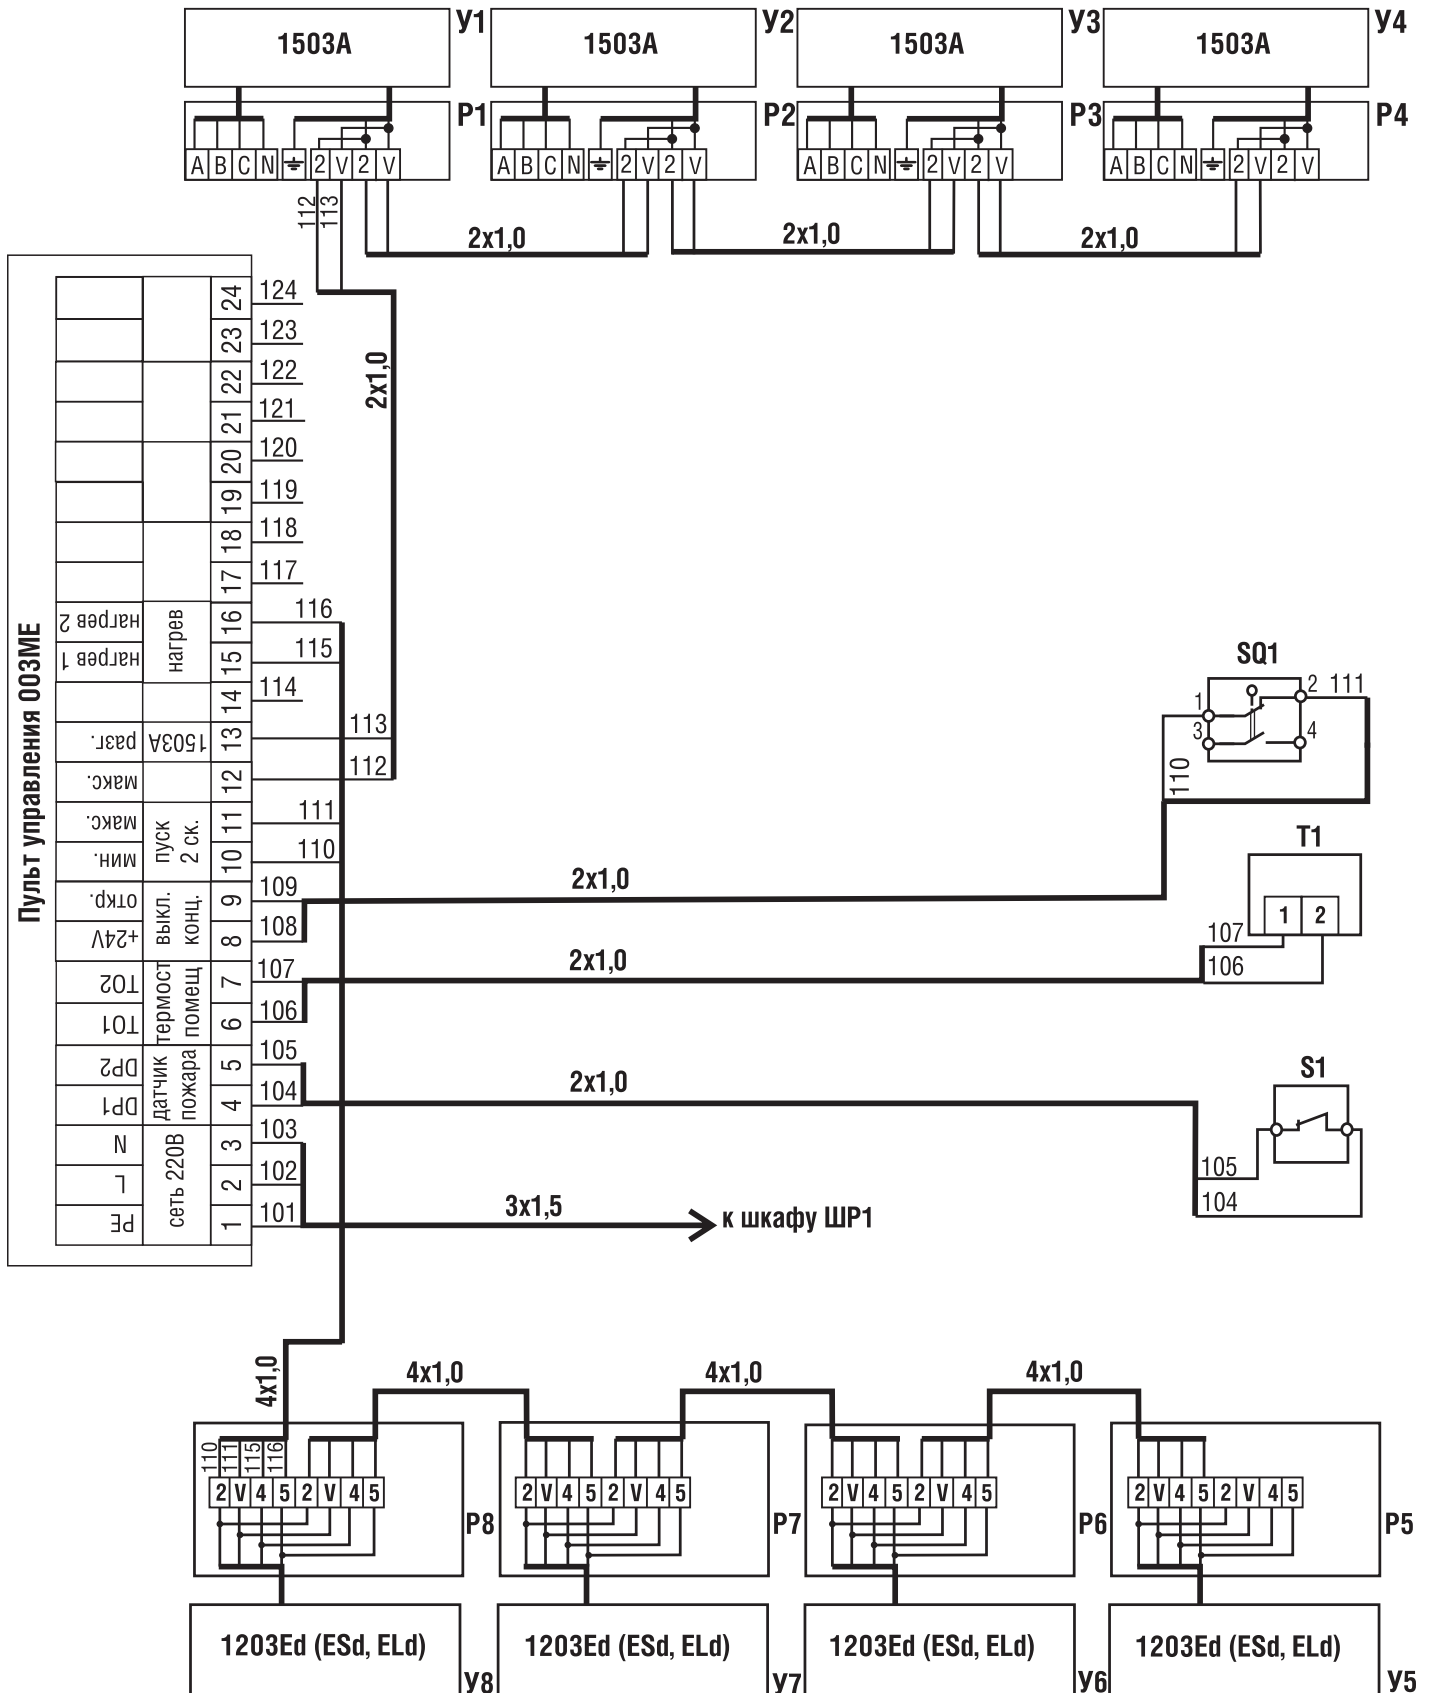 У1 У2 У3 У4
1503А 1503А 1503А 1503А
P1 P2 P3 P4
A B C N 2 V 2 V
A B C N 2 V 2 V
A B C N 2 V 2 V
A B C N 2 V 2 V
112 113
2x1,0 2x1,0 2x1,0
2x1,0
Пульт управления 003МЕ
24 124
23 123
22 122
21 121
20 120
19 119
18 118
17 117
нагрев 2 16 116
нагрев
нагрев 1 15 115
14 114
разг. 1503А 13 113
макс. 12 112
макс. 11 111
пуск
2 ск.
мин. 10 110
откр. 9 109
выкл.
конц.
+24V 8 108
TO2 7 107
термост
помещ
TO1 6 106
DP2 5 105
датчик
пожара
DP1 4 104
N 3 103
сеть 220В
L 2 102
PE 1 101
SQ1
1 2 111
3 4
110
2x1,0
T1
1 2
107
106
2x1,0
S1
2x1,0
105
104
3x1,5 к шкафу ШР1
4x1,0 4x1,0 4x1,0 4x1,0
110 111 115 116
2 V 4 5 2 V 4 5
2 V 4 5 2 V 4 5
2 V 4 5 2 V 4 5
2 V 4 5 2 V 4 5
P8 P7 P6 P5
1203Ed (ESd, ELd) 1203Ed (ESd, ELd) 1203Ed (ESd, ELd) 1203Ed (ESd, ELd)
У8 У7 У6 У5